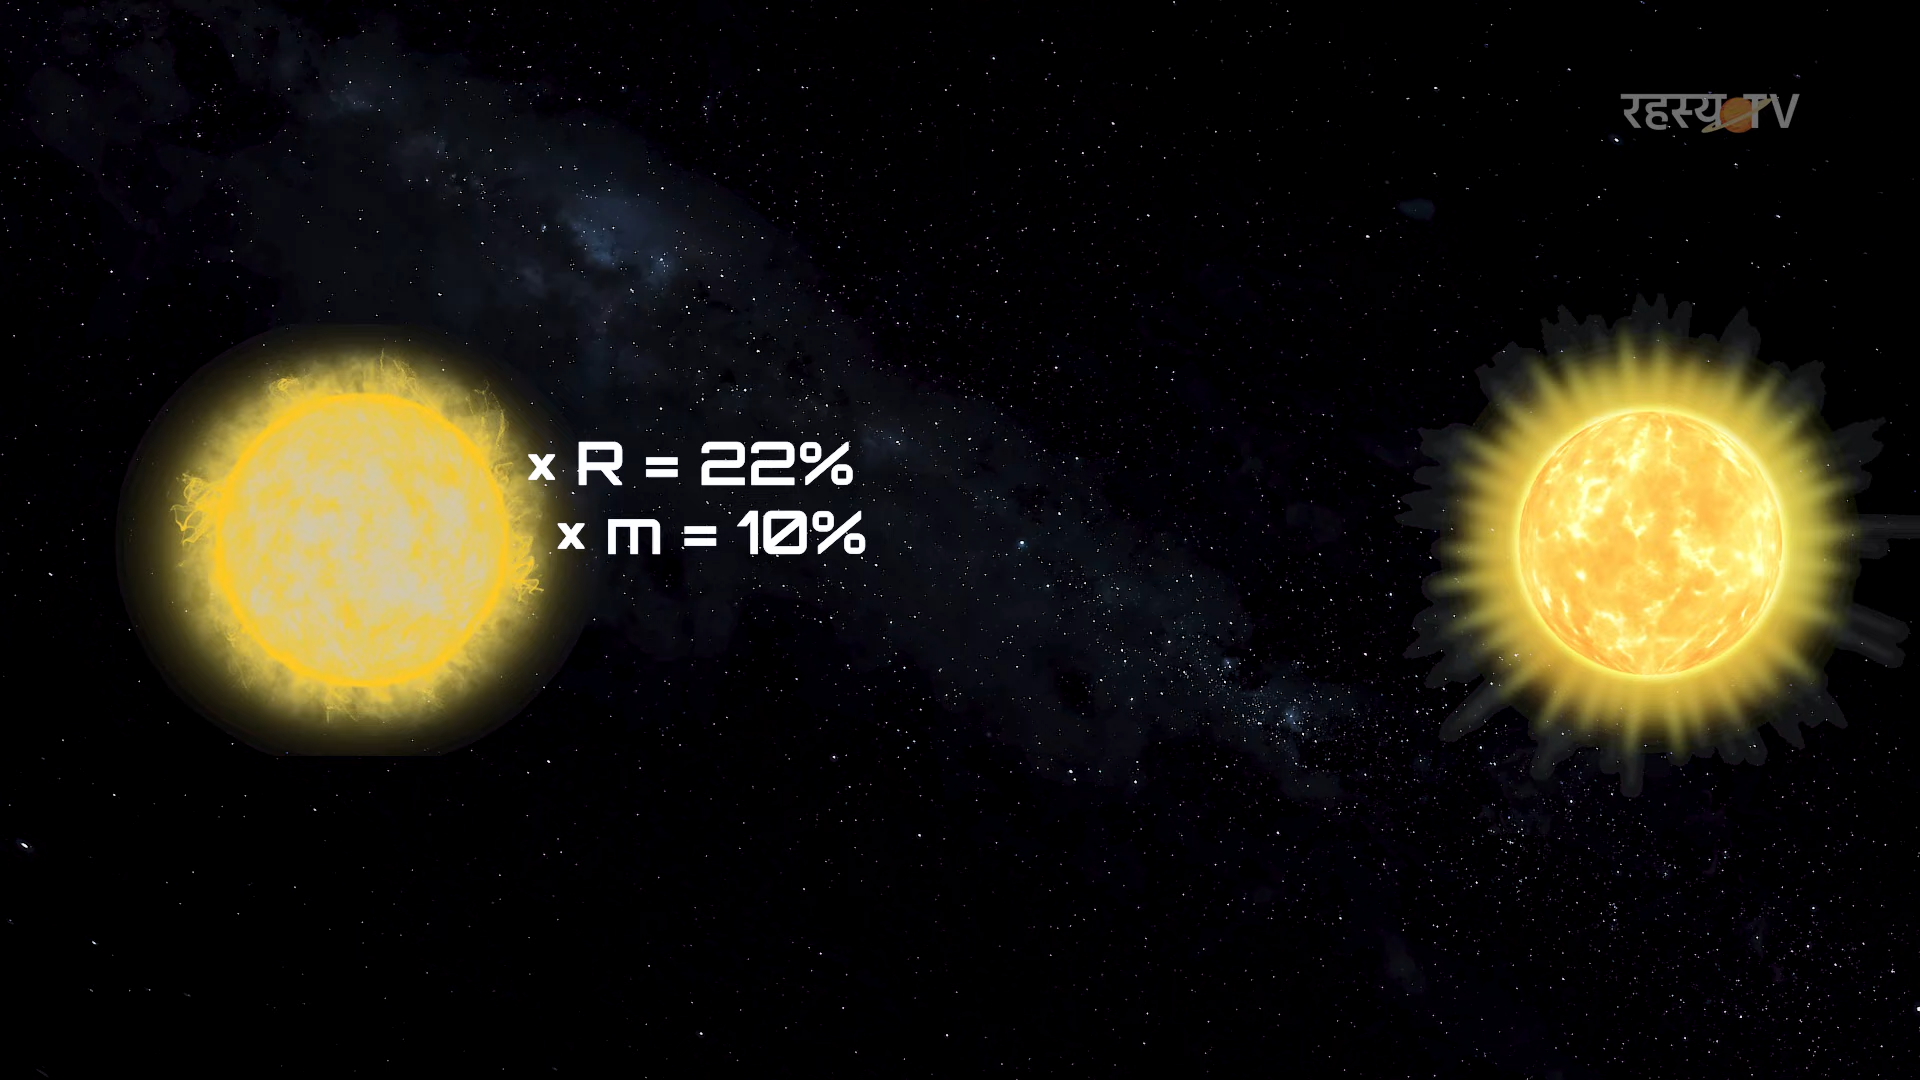 रहस्य TV
x R = 22%
x m = 10%